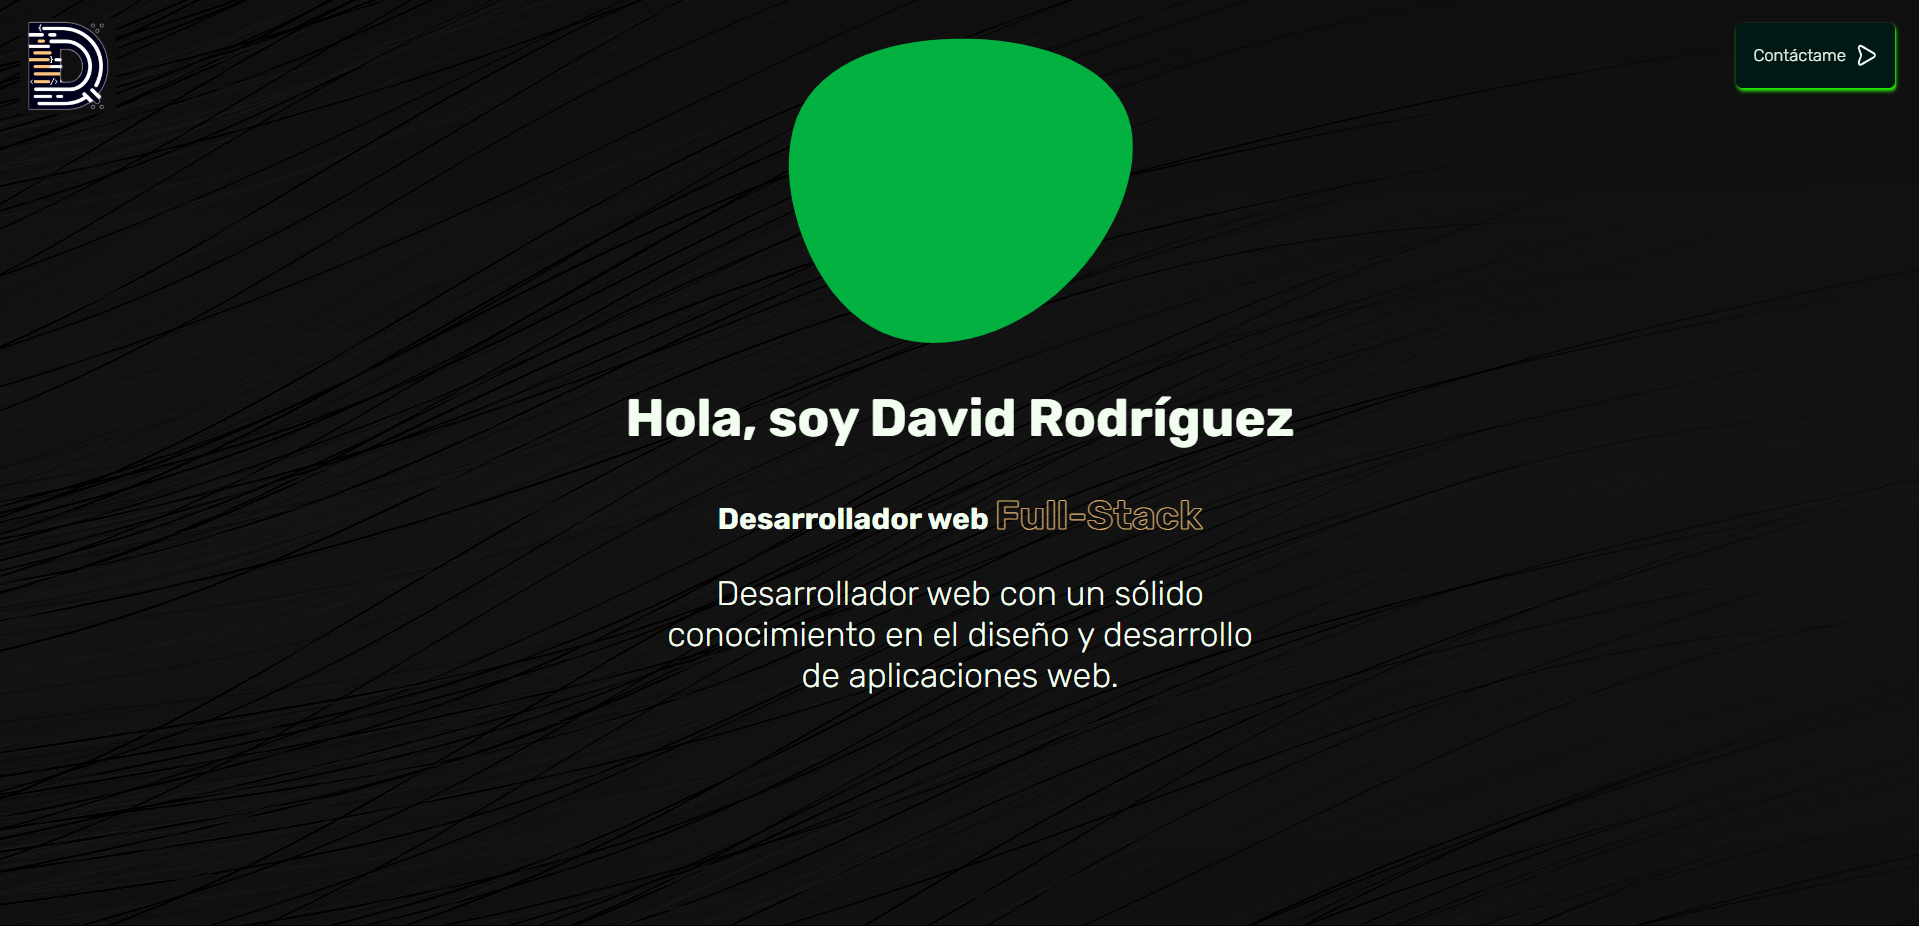 Contáctame
Hola, soy David Rodríguez
Desarrollador web Full-Stack
Desarrollador web con un sólido
conocimiento en el diseño y desarrollo
de aplicaciones web.